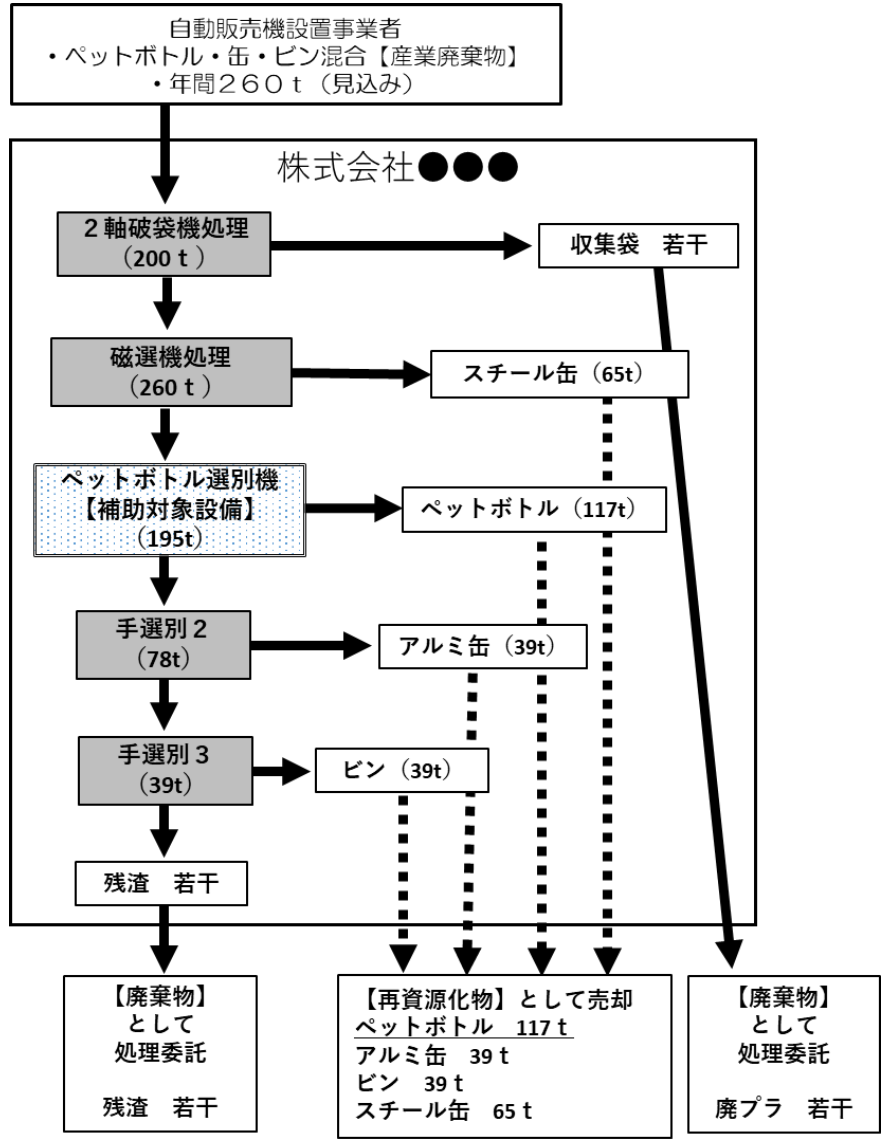 自動販売機設置事業者
・ペットボトル・缶・ビン混合【産業廃棄物】
・年間２６０ｔ（見込み）
株式会社●●●
２軸破袋機処理
（200ｔ）
収集袋　若干
磁選機処理
（260ｔ）
スチール缶（65t）
ペットボトル選別機
【補助対象設備】
（195t）
ペットボトル（117t）
手選別２
（78t）
アルミ缶（39t）
手選別３
（39t）
ビン（39t）
残渣　若干
【廃棄物】
として
処理委託
残渣　若干
【再資源化物】として売却
ペットボトル　117ｔ
アルミ缶　39ｔ
ビン　39ｔ
スチール缶　65ｔ
【廃棄物】
として
処理委託
廃プラ　若干